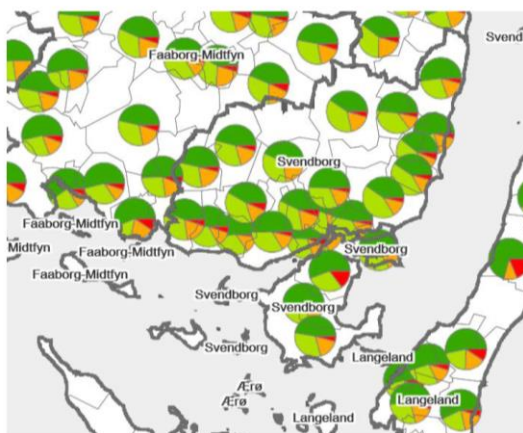 Svend
Faaborg-Midtfyn
Svendborg
Faaborg-Midtfyn
Midtfyn
Faaborg-Midtfyn
Svendborg
Faaborg-Midtfyn
Svendborg
Svendborg
Svendborg
Langeland
Ærø
Ærø
Langeland
Langeland